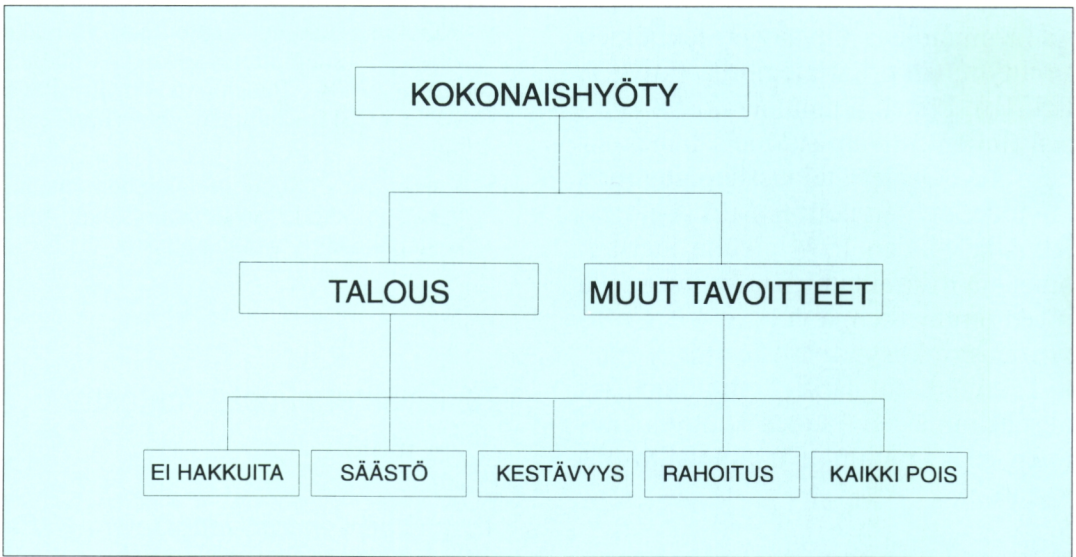 KOKONAISHYÖTY
TALOUS
MUUT TAVOITTEET
EI HAKKUITA
SÄÄSTÖ
KESTÄVYYS
RAHOITUS
KAIKKI POIS